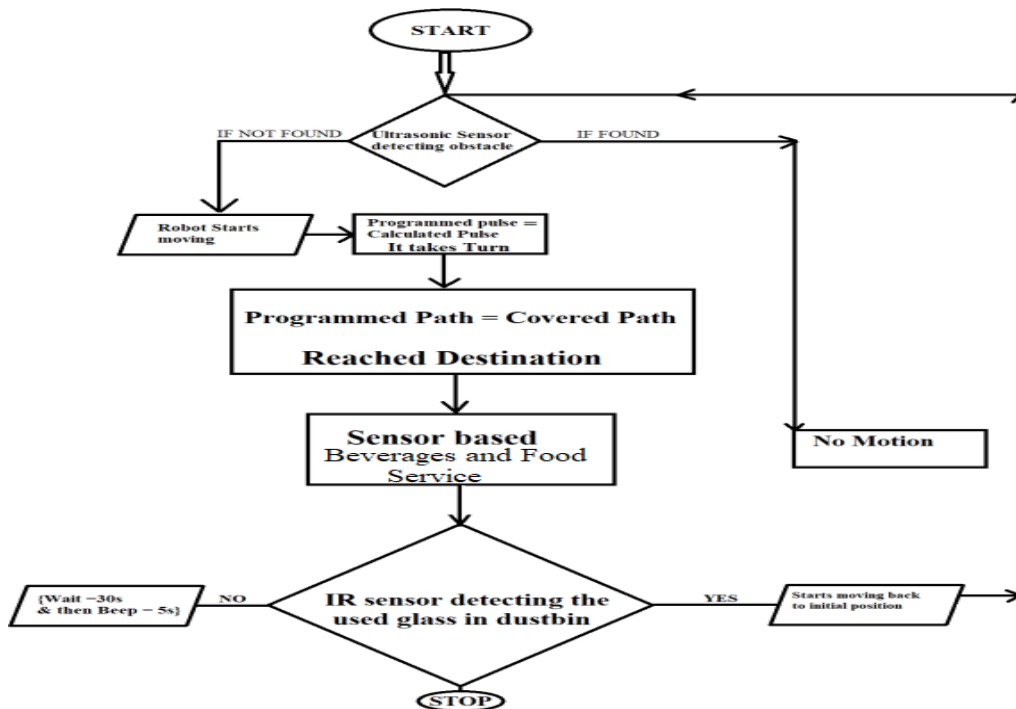 START
IF NOT FOUND
Ultrasonic Sensor
detecting obstacle
IF FOUND
Robot Starts
moving
Programmed pulse =
Calculated Pulse
It takes Turn
Programmed Path = Covered Path
Reached Destination
Sensor based
Beverages and Food
Service
No Motion
{Wait −30s
& then Beep − 5s}
NO
IR sensor detecting the
used glass in dustbin
YES
Starts moving back
to initial position
STOP